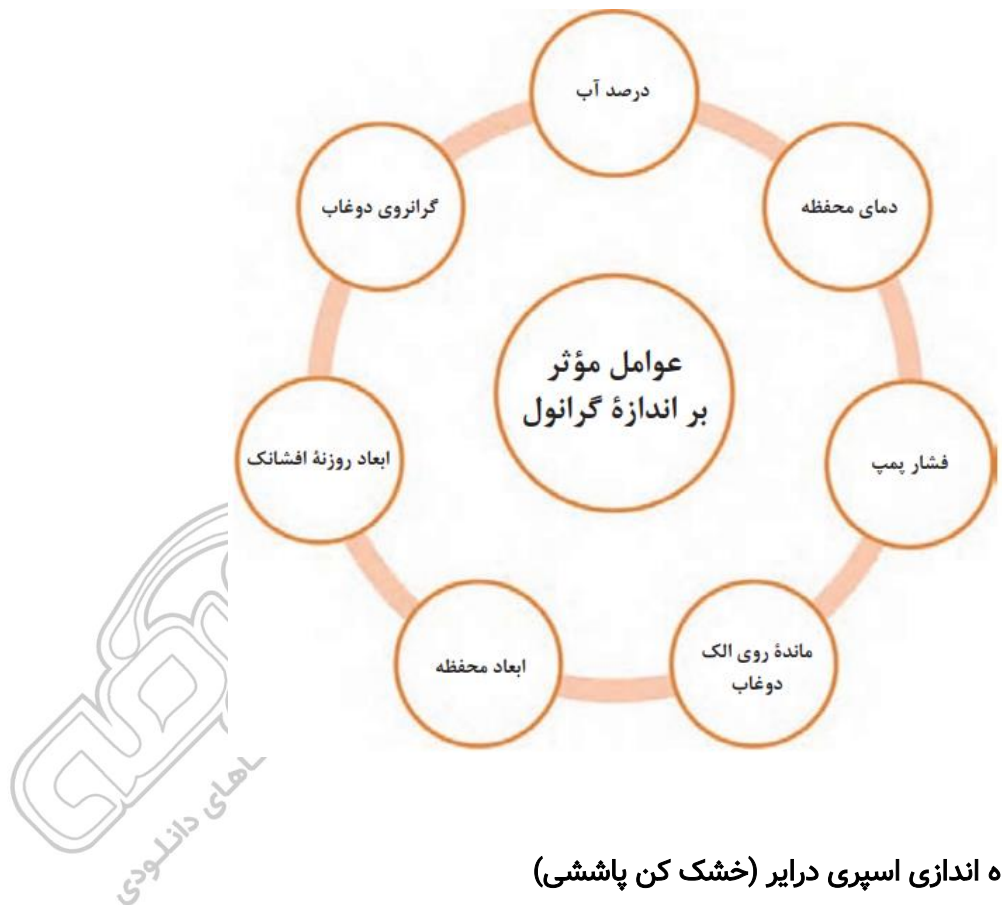 درصد آب
دمای محفظه
فشار پمپ
ماندهٔ روی الک
دوغاب
ابعاد محفظه
ابعاد روزنهٔ افشانک
گرانروی دوغاب
عوامل مؤثر
بر اندازهٔ گرانول
ه اندازی اسپری درایر (خشک کن پاششی)